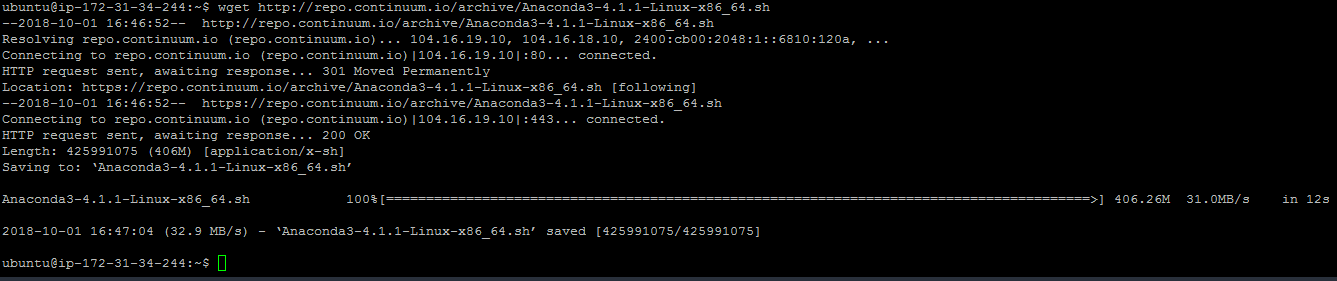 ubuntu@ip-172-31-34-244:~$ wget http://repo.continuum.io/archive/Anaconda3-4.1.1-Linux-x86_64.sh
--2018-10-01 16:46:52--  http://repo.continuum.io/archive/Anaconda3-4.1.1-Linux-x86_64.sh
Resolving repo.continuum.io (repo.continuum.io)... 104.16.19.10, 104.16.18.10, 2400:cb00:2048:1::6810:120a, ...
Connecting to repo.continuum.io (repo.continuum.io)|104.16.19.10|:80... connected.
HTTP request sent, awaiting response... 301 Moved Permanently
Location: https://repo.continuum.io/archive/Anaconda3-4.1.1-Linux-x86_64.sh [following]
--2018-10-01 16:46:52--  https://repo.continuum.io/archive/Anaconda3-4.1.1-Linux-x86_64.sh
Connecting to repo.continuum.io (repo.continuum.io)|104.16.19.10|:443... connected.
HTTP request sent, awaiting response... 200 OK
Length: 425991075 (406M) [application/x-sh]
Saving to: ‘Anaconda3-4.1.1-Linux-x86_64.sh’
Anaconda3-4.1.1-Linux-x86_64.sh            100%[========================================================================================>] 406.26M  31.0MB/s    in 12s
2018-10-01 16:47:04 (32.9 MB/s) - ‘Anaconda3-4.1.1-Linux-x86_64.sh’ saved [425991075/425991075]
ubuntu@ip-172-31-34-244:~$